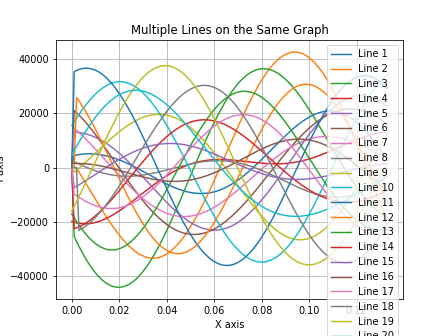 Multiple Lines on the Same Graph
40000
20000
0
−20000
−40000
0.00
0.02
0.04
0.06
0.08
0.10
X axis
Line 1
Line 2
Line 3
Line 4
Line 5
Line 6
Line 7
Line 8
Line 9
Line 10
Line 11
Line 12
Line 13
Line 14
Line 15
Line 16
Line 17
Line 18
Line 19
Line 20